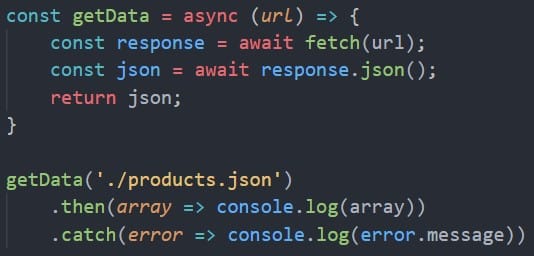 const getData = async (url) => {
    const response = await fetch(url);
    const json = await response.json();
    return json;
}

getData('./products.json')
    .then(array => console.log(array))
    .catch(error => console.log(error.message))